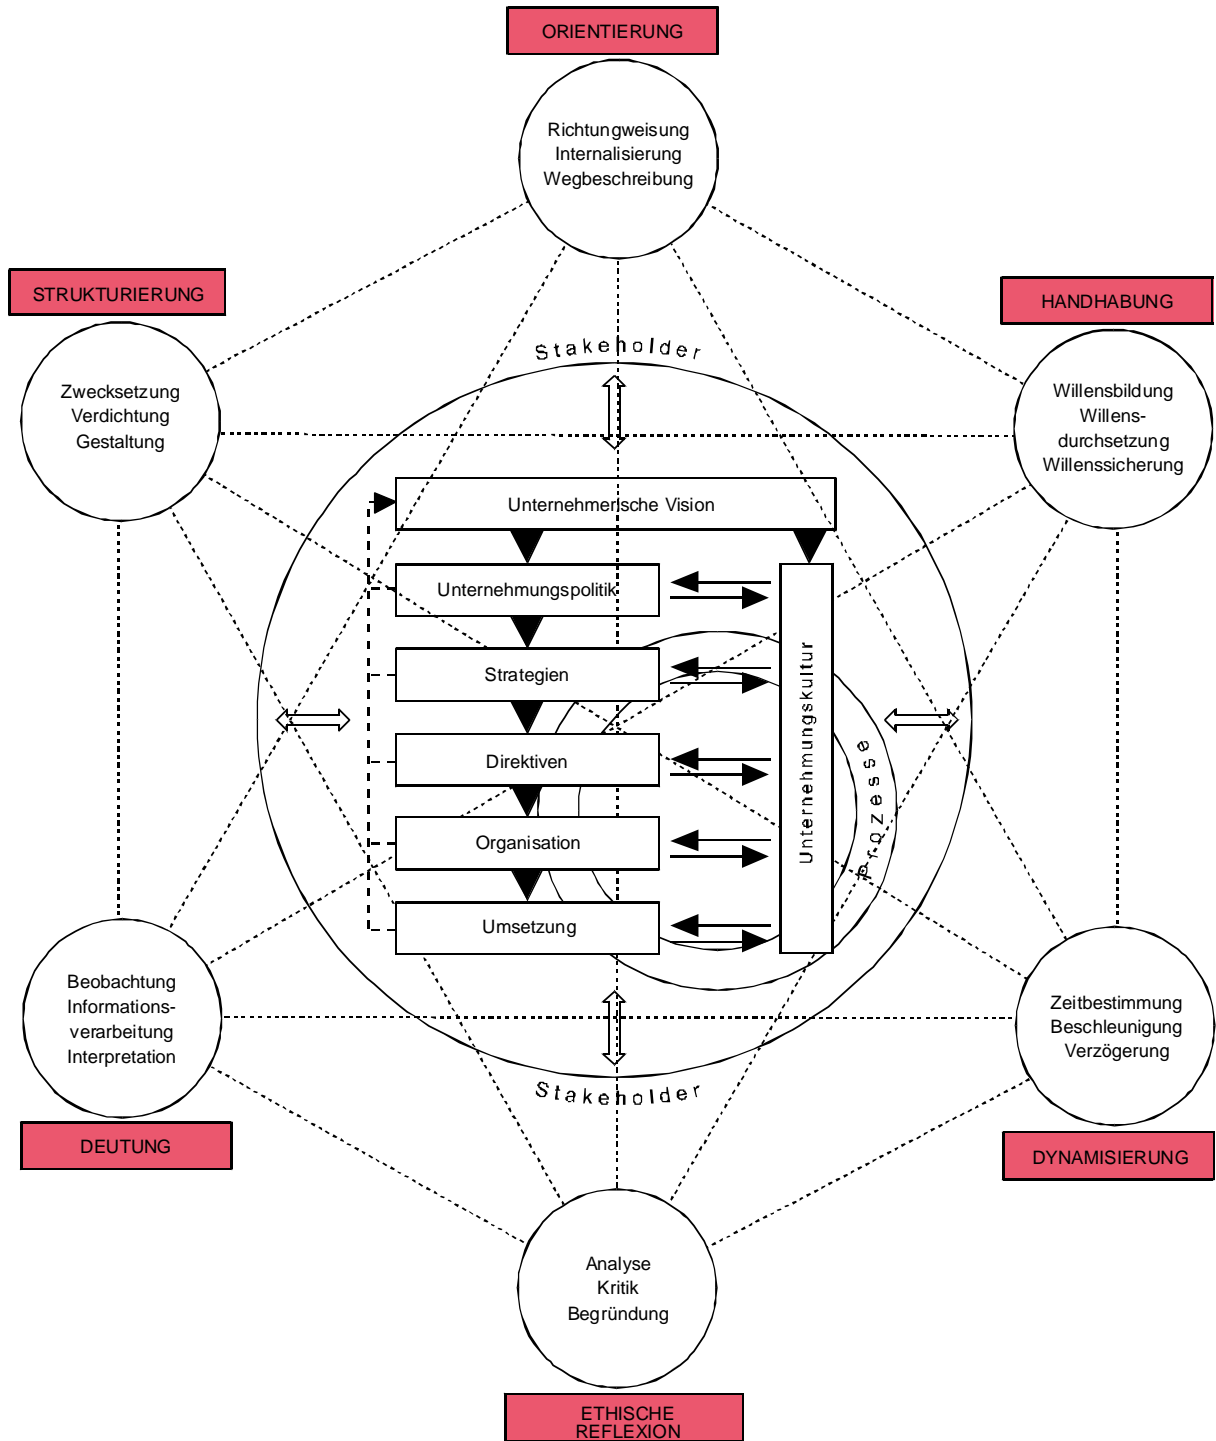 ORIENTIERUNG
Richtungweisung
Internalisierung
Wegbeschreibung
STRUKTURIERUNG
Zwecksetzung
Verdichtung
Gestaltung
HANDHABUNG
Willensbildung
Willens-
durchsetzung
Willenssicherung
Stakeholder
Unternehmerische Vision
Unternehmungspolitik
Strategien
Direktiven
Organisation
Umsetzung
Unternehmungskultur
Prozesse
Stakeholder
Beobachtung
Informations-
verarbeitung
Interpretation
DEUTUNG
Zeitbestimmung
Beschleunigung
Verzögerung
DYNAMISIERUNG
Analyse
Kritik
Begründung
ETHISCHE
REFLEXION